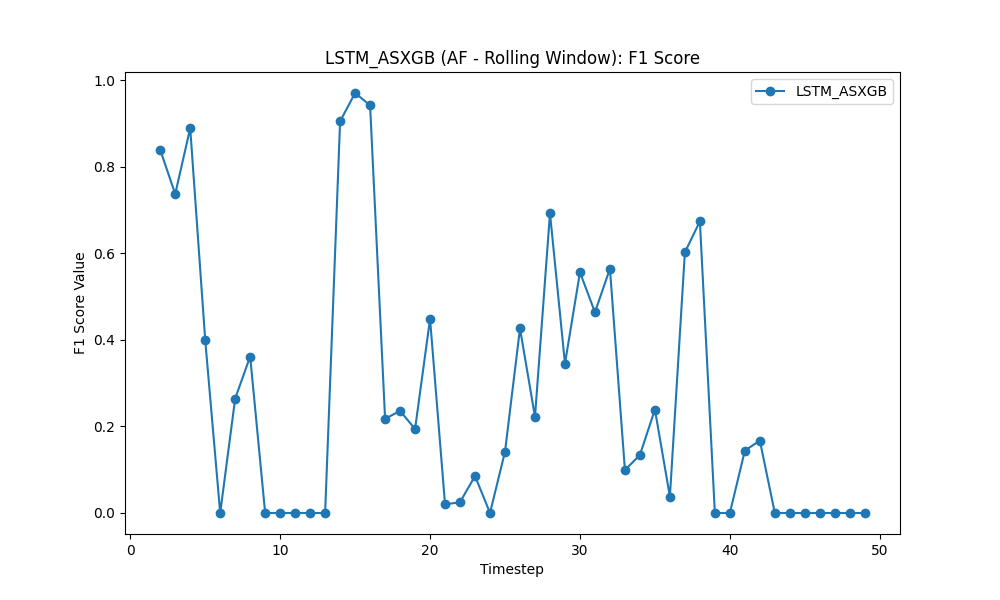 LSTM_ASXGB (AF - Rolling Window): F1 Score
LSTM_ASXGB
F1 Score Value
1.0
0.8
0.6
0.4
0.2
0.0
0 10 20 30 40 50
Timestep